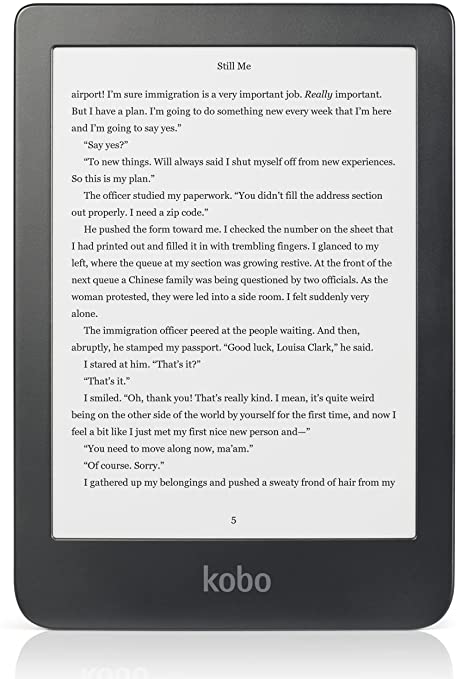 Still Me
airport! I'm sure immigration is a very important job. Really important.
But I have a plan. I'm going to do something new every week that I'm here
and I'm going to say yes."
"Say yes?"
"To new things. Will always said I shut myself off from new experiences.
So this is my plan."
The officer studied my paperwork. "You didn't fill the address section
out properly. I need a zip code."
He pushed the form toward me. I checked the number on the sheet that
I had printed out and filled it in with trembling fingers. I glanced to my
left, where the queue at my section was growing restive. At the front of the
next queue a Chinese family was being questioned by two officials. As the
woman protested, they were led into a side room. I felt suddenly very
alone.
The immigration officer peered at the people waiting. And then,
abruptly, he stamped my passport. "Good luck, Louisa Clark," he said.
I stared at him. "That's it?"
"That's it."
I smiled. "Oh, thank you! That's really kind. I mean, it's quite weird
being on the other side of the world by yourself for the first time, and now I
feel a bit like I just met my first nice new person and—"
"You need to move along now, ma'am."
"Of course. Sorry."
I gathered up my belongings and pushed a sweaty frond of hair from my
5
kobo